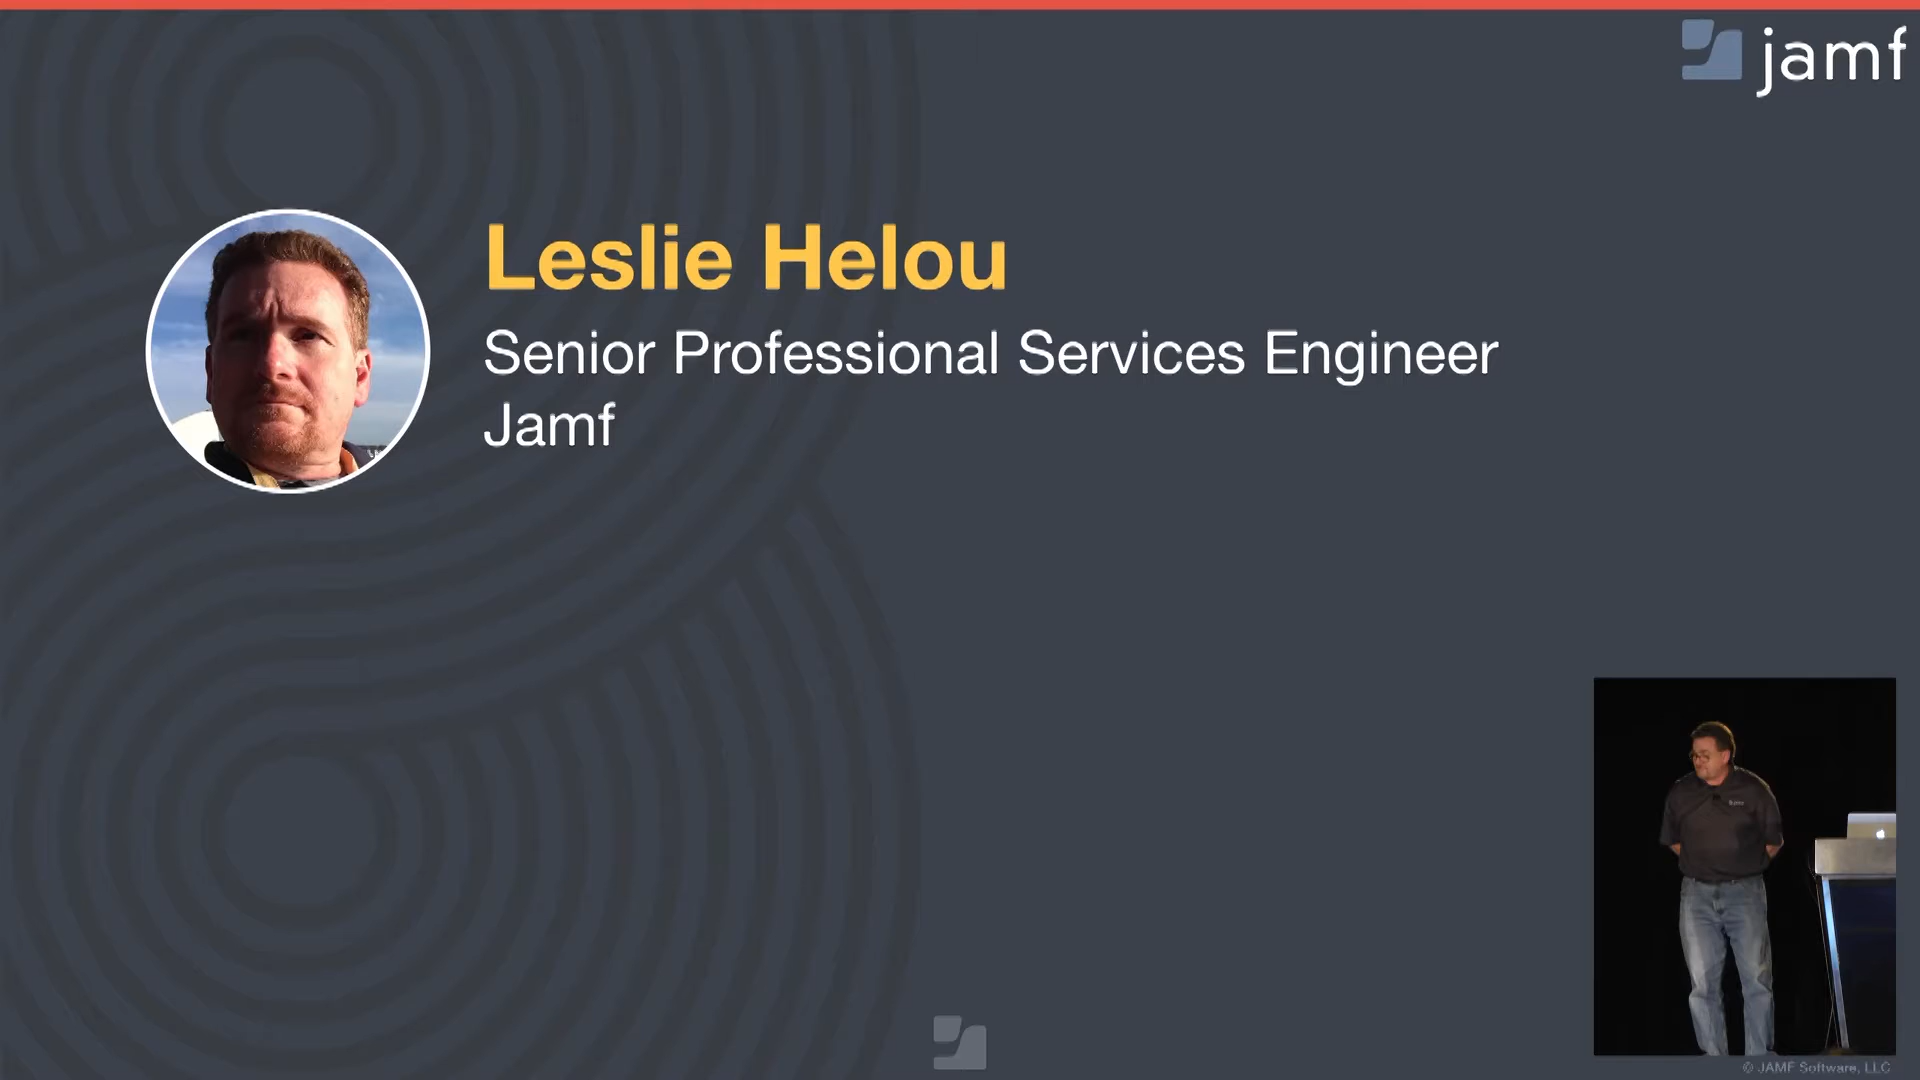 jamf
Leslie Helou
Senior Professional Services Engineer
Jamf
© JAMF Software, LLC